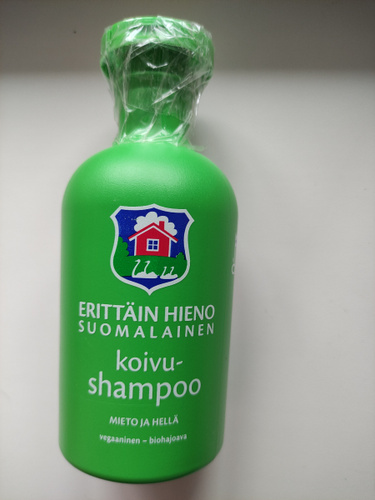 ERITTÄIN HIENO
SUOMALAINEN
koivu-
shampoo
MIETO JA HELLÄ
vegaaninen – biohajoava